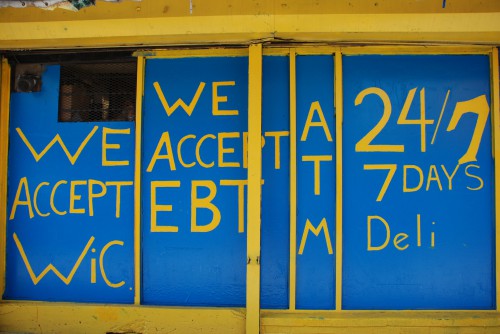 WE
ACCEPT
WiC.
WE
ACCEPT
EBT
ATM
24/7
7 DAYS
Deli